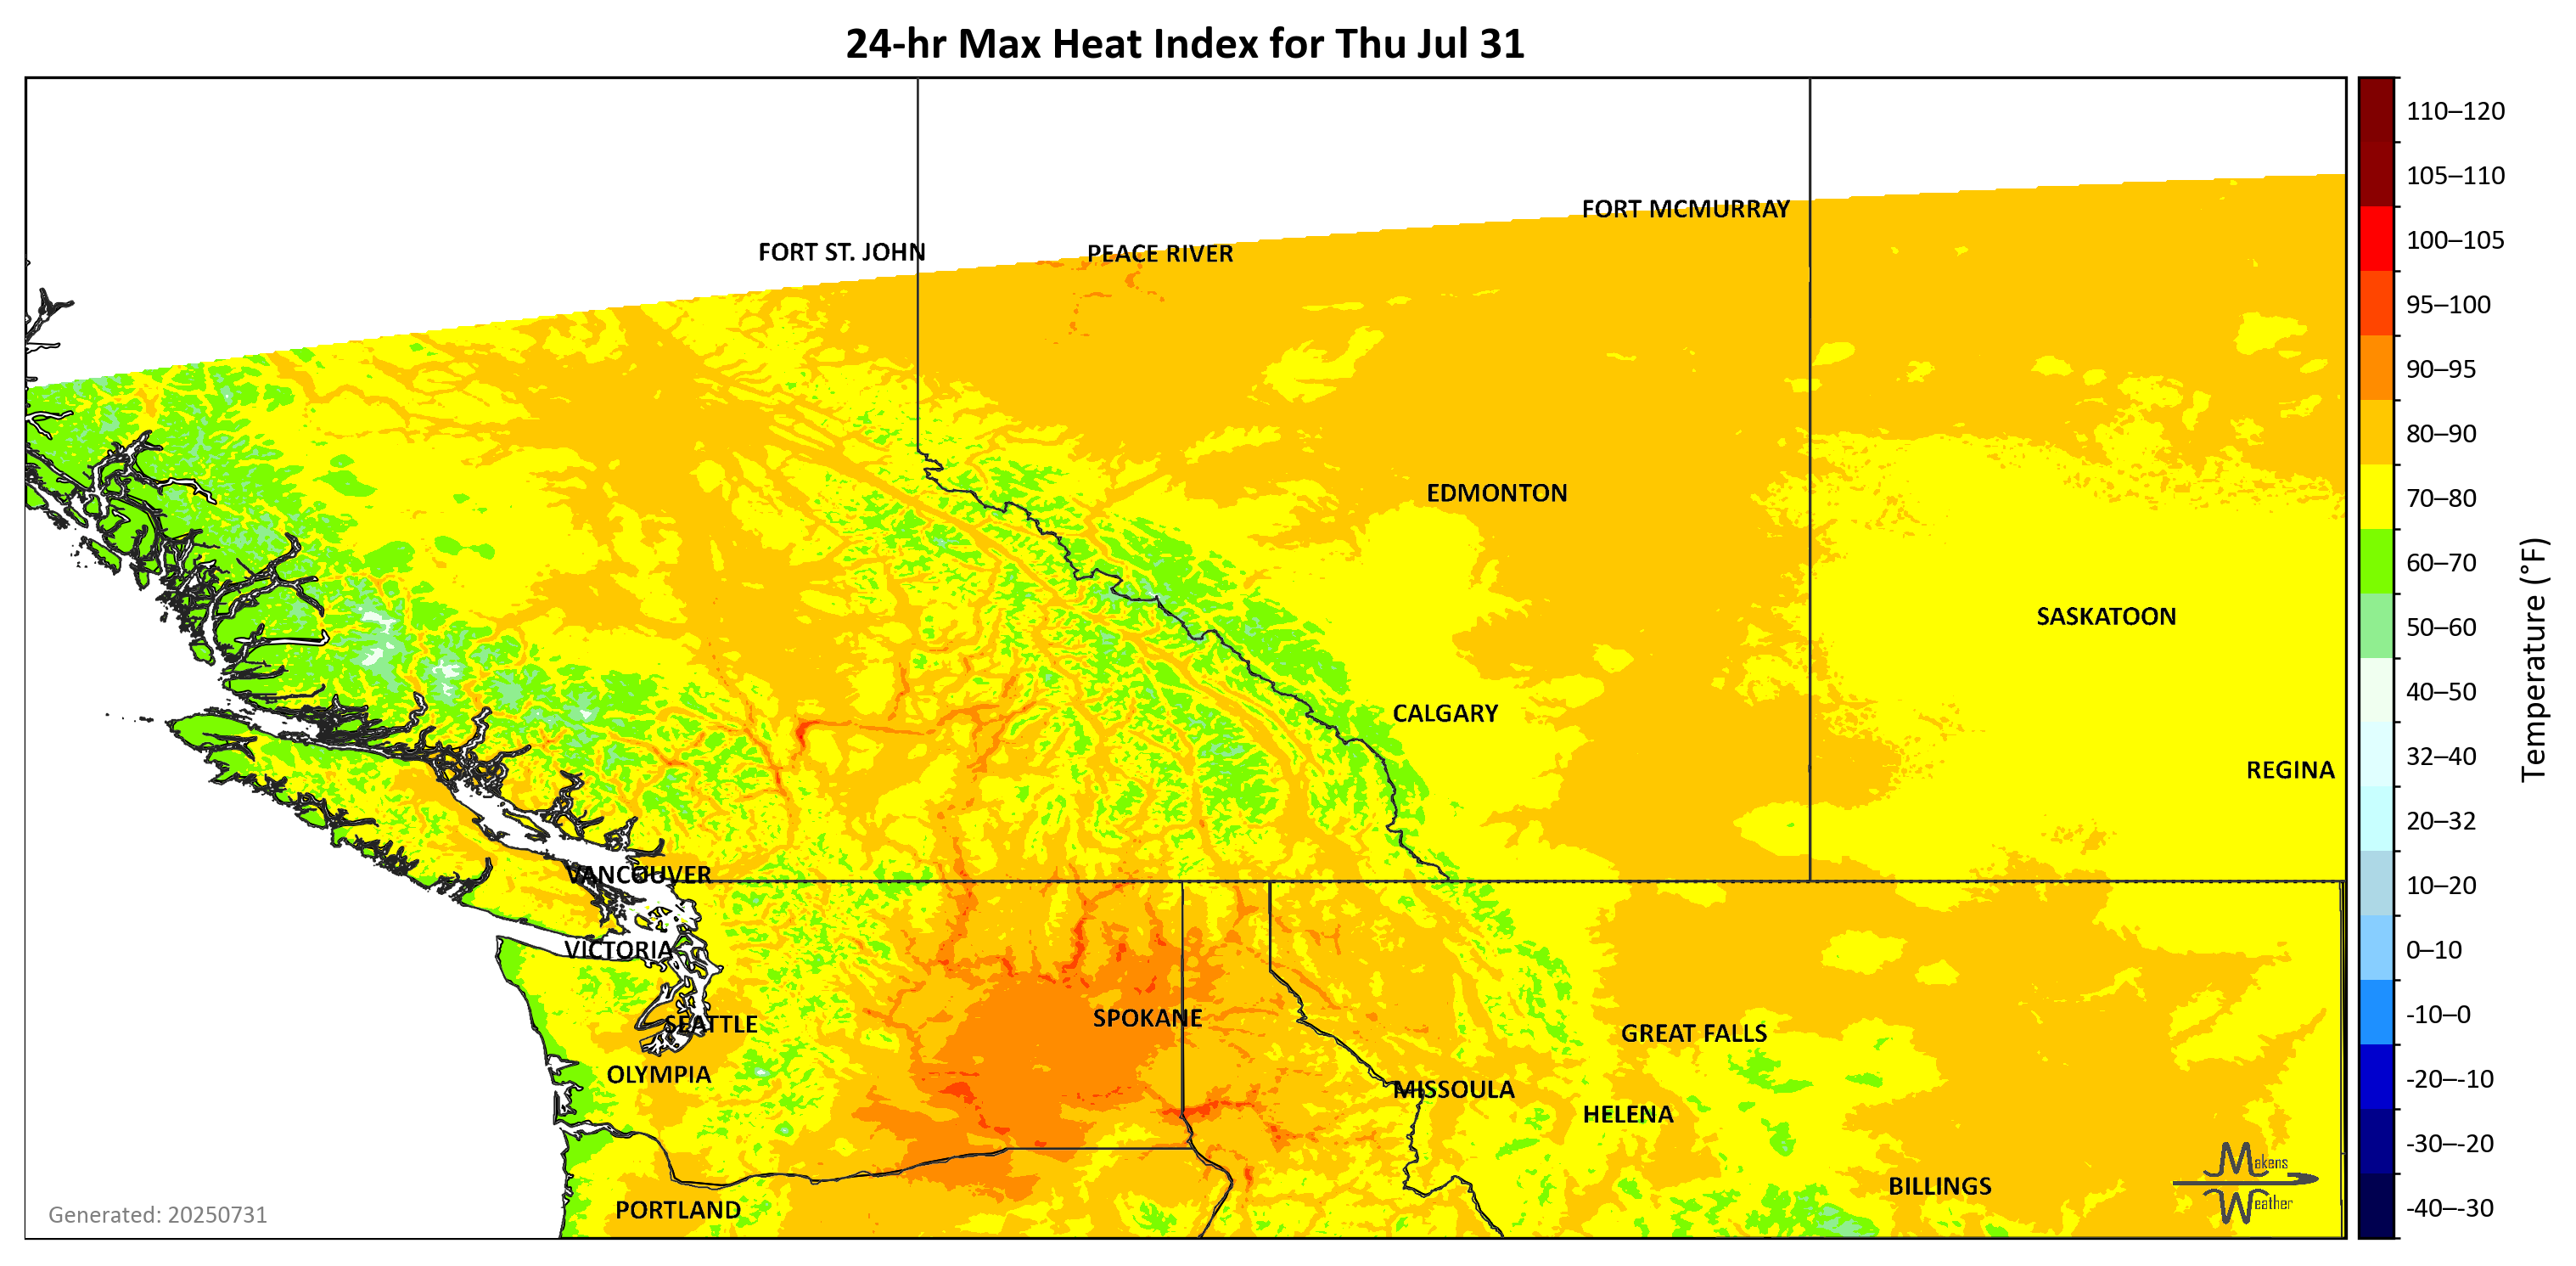 24-hr Max Heat Index for Thu Jul 31
FORT MCMURRAY
FORT ST. JOHN
PEACE RIVER
EDMONTON
SASKATOON
CALGARY
REGINA
VANCOUVER
VICTORIA
SEATTLE
SPOKANE
GREAT FALLS
OLYMPIA
MISSOULA
HELENA
PORTLAND
BILLINGS
Makens
Weather
Generated: 20250731
110–120
105–110
100–105
95–100
90–95
80–90
70–80
60–70
50–60
40–50
32–40
20–32
10–20
0–10
-10–0
-20–-10
-30–-20
-40–-30
Temperature (°F)